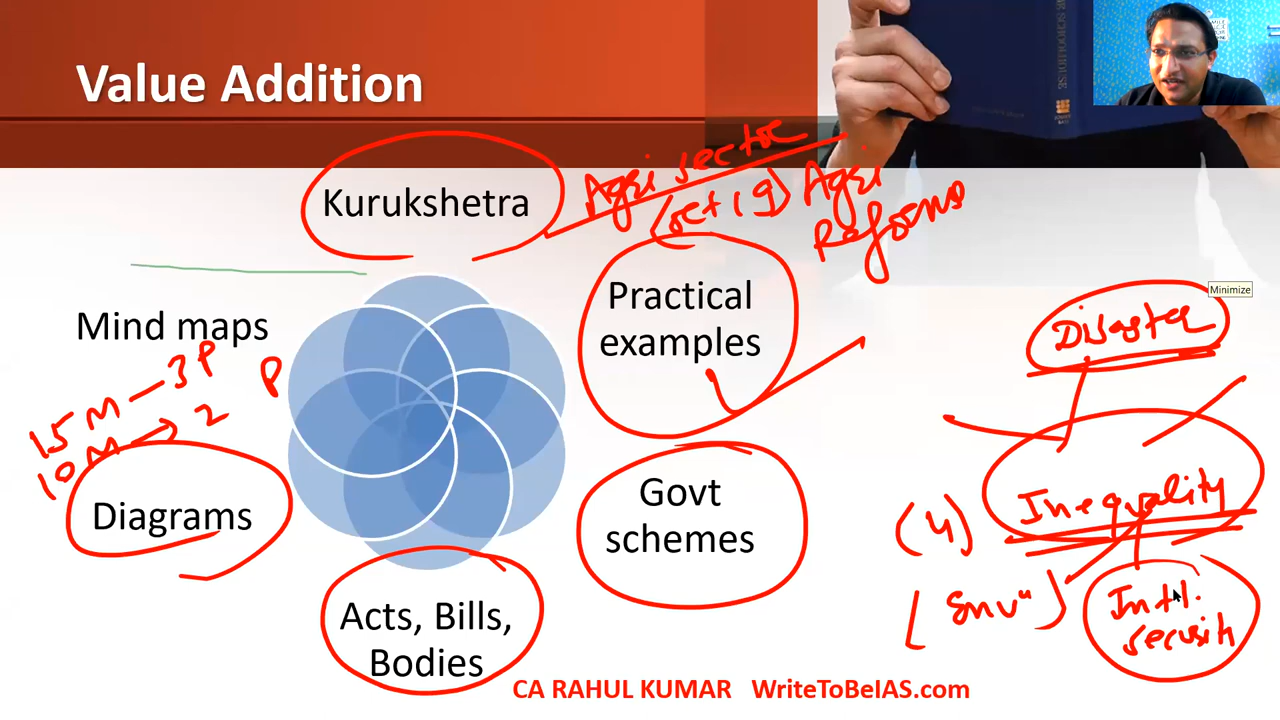 Value Addition
Kurukshetra
Agri sector
(oct 19) Agri
Reforms
Practical
examples
Minimize
Disaster
Mind maps
15 M — 3 P
10 M → 2 P
Diagrams
Govt
schemes
Inequality
(4)
[Envn]
Intl.
Acts, Bills,
Bodies
CA RAHUL KUMAR WriteToBeIAS.com